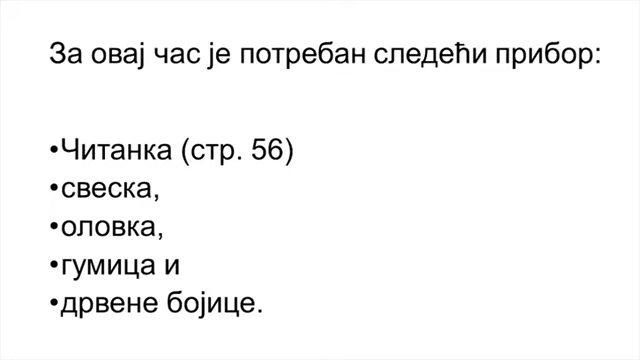 За овај час је потребан следећи прибор:
•Читанка (стр. 56)
•свеска,
•оловка,
•гумица и
•дрвене бојице.